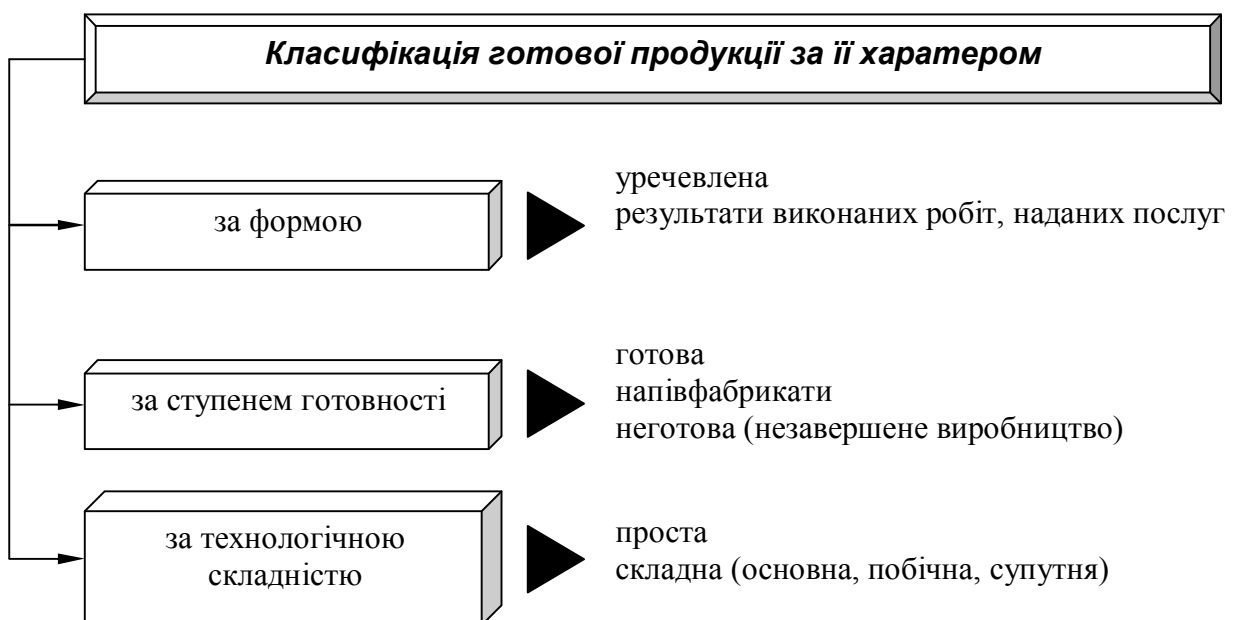 Класифікація готової продукції за її харатером
за формою
уречевлена
результати виконаних робіт, наданих послуг
за ступенем готовності
готова
напівфабрикати
неготова (незавершене виробництво)
за технологічною
складністю
проста
складна (основна, побічна, супутня)